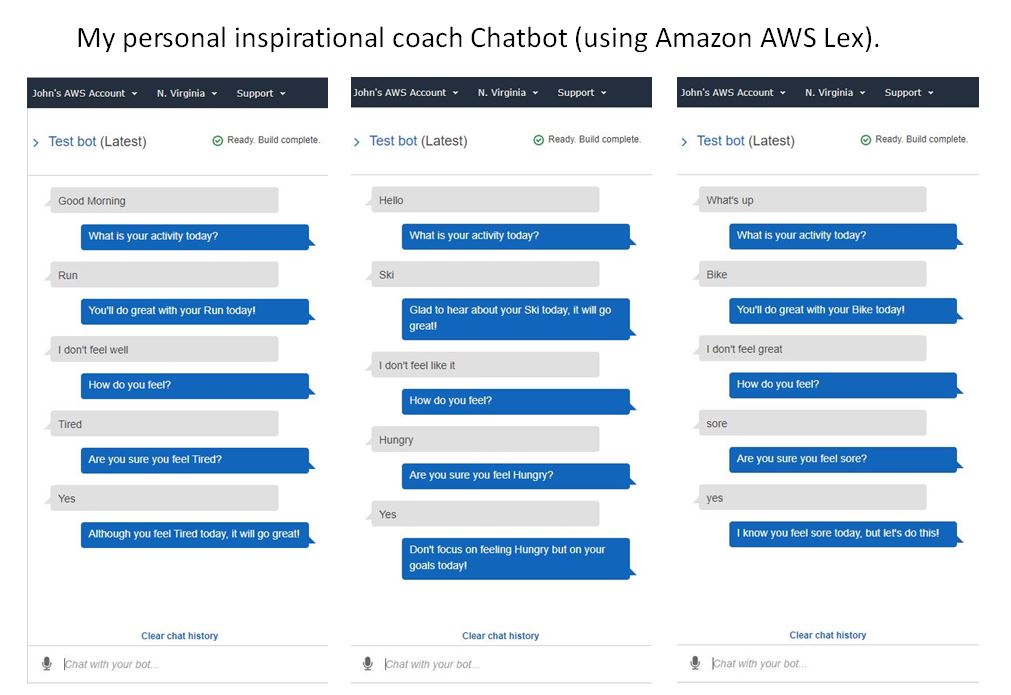 My personal inspirational coach Chatbot (using Amazon AWS Lex).
John's AWS Account N. Virginia Support
Test bot (Latest) Ready. Build complete.
Good Morning
What is your activity today?
Run
You'll do great with your Run today!
I don't feel well
How do you feel?
Tired
Are you sure you feel Tired?
Yes
Although you feel Tired today, it will go great!
Clear chat history
Chat with your bot...
John's AWS Account N. Virginia Support
Test bot (Latest) Ready. Build complete.
Hello
What is your activity today?
Ski
Glad to hear about your Ski today, it will go
great!
I don't feel like it
How do you feel?
Hungry
Are you sure you feel Hungry?
Yes
Don't focus on feeling Hungry but on your
goals today!
Clear chat history
Chat with your bot...
John's AWS Account N. Virginia Support
Test bot (Latest) Ready. Build complete.
What's up
What is your activity today?
Bike
You'll do great with your Bike today!
I don't feel great
How do you feel?
sore
Are you sure you feel sore?
yes
I know you feel sore today, but let's do this!
Clear chat history
Chat with your bot...